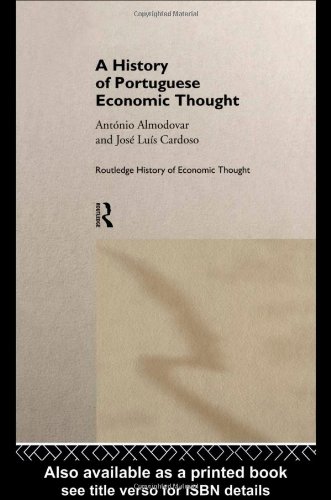 A History
of Portuguese
Economic Thought
António Almodovar
and José Luís Cardoso
Routledge History of Economic Thought
R
ROUTLEDGE
Also available as a printed book
see title verso for ISBN details